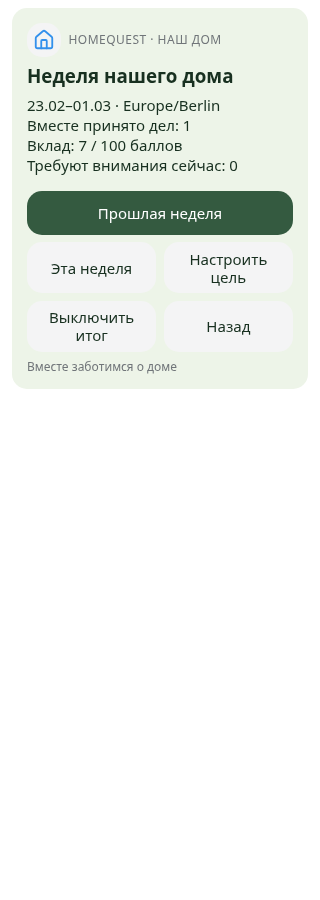 HOMEQUEST · НАШ ДОМ
Неделя нашего дома
23.02–01.03 · Europe/Berlin
Вместе принято дел: 1
Вклад: 7 / 100 баллов
Требуют внимания сейчас: 0
Прошлая неделя
Эта неделя
Настроить
цель
Выключить
итог
Назад
Вместе заботимся о доме